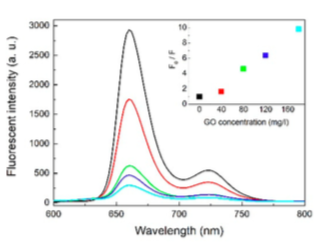 3000
2500
2000
1500
1000
500
0
Fluorescent intensity (a. u.)
600 650 700 750 800
Wavelength (nm)
10
8
6
4
2
0
F0 / F
0 40 80 120 160
GO concentration (mg/l)